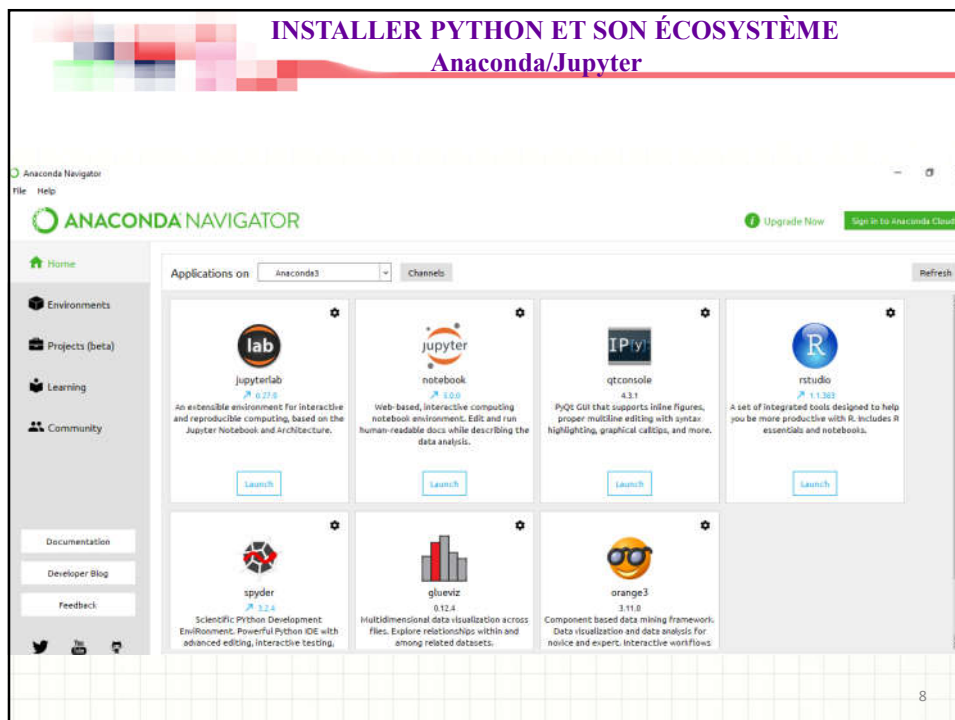 INSTALLER PYTHON ET SON ÉCOSYSTÈME
Anaconda/Jupyter
Anaconda Navigator
File Help
ANACONDA NAVIGATOR
Upgrade Now
Sign in to Anaconda Cloud
Home
Environments
Projects (beta)
Learning
Community
Documentation
Developer Blog
Feedback
Applications on
Anaconda3
Channels
Refresh
lab
jupyterlab
0.27.0
An extensible environment for interactive
and reproducible computing, based on the
Jupyter Notebook and Architecture.
Launch
jupyter
notebook
5.0.0
Web-based, interactive computing
notebook environment. Edit and run
human-readable docs while describing the
data analysis.
Launch
IP[y]:
qtconsole
4.3.1
PyQt GUI that supports inline figures,
proper multiline editing with syntax
highlighting, graphical calltips, and more.
Launch
R
rstudio
1.1.383
A set of integrated tools designed to help
you be more productive with R. Includes R
essentials and notebooks.
Launch
spyder
3.2.4
Scientific PYthon Development
EnviRonment. Powerful Python IDE with
advanced editing, interactive testing,
glueviz
0.12.4
Multidimensional data visualization across
files. Explore relationships within and
among related datasets.
orange3
3.11.0
Component based data mining framework.
Data visualization and data analysis for
novice and expert. Interactive workflows
You
Tube
8